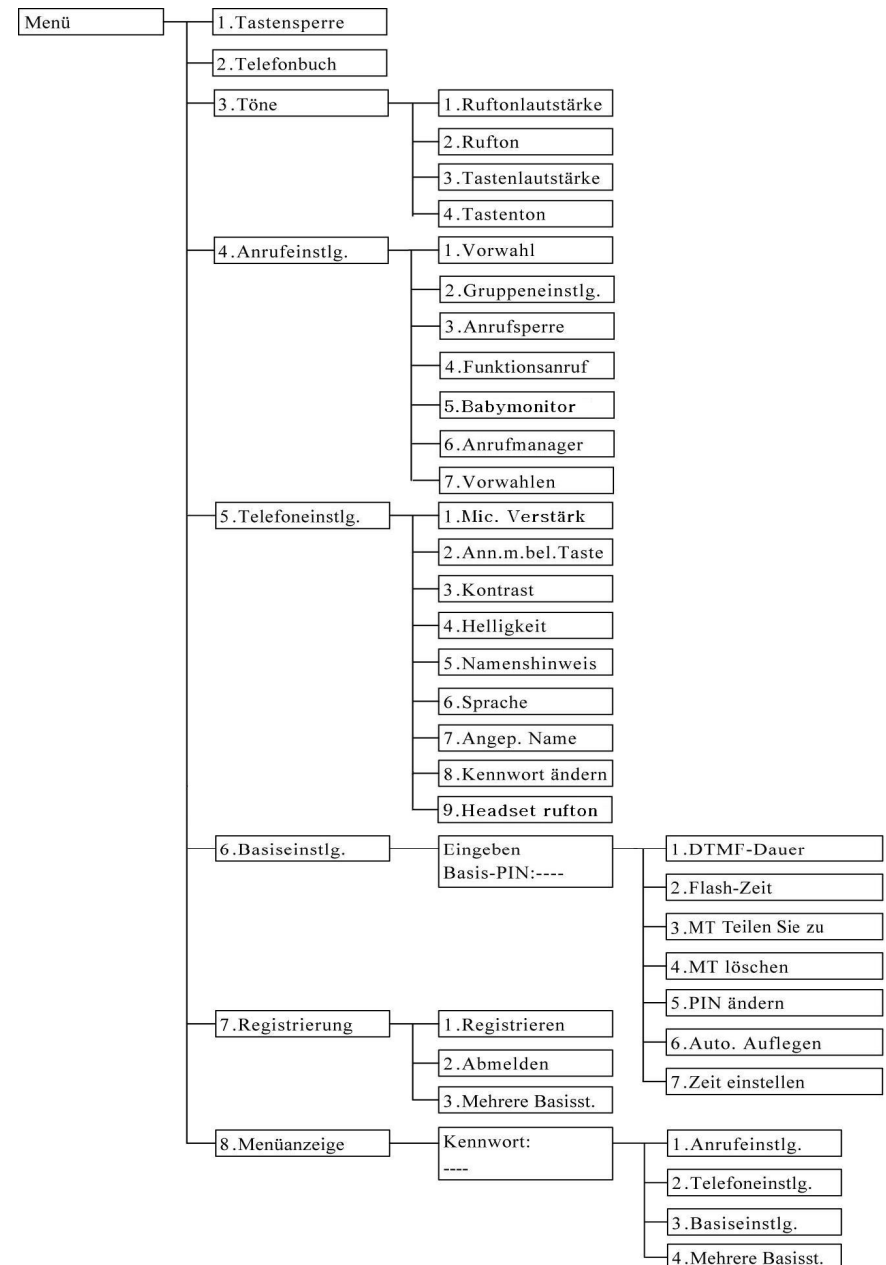 Menü
1.Tastensperre
2.Telefonbuch
3.Töne
1.Ruftonlautstärke
2.Rufton
3.Tastenlautstärke
4.Tastenton
4.Anrufeinstlg.
1.Vorwahl
2.Gruppeneinstlg.
3.Anrufsperre
4.Funktionsanruf
5.Babymonitor
6.Anrufmanager
7.Vorwahlen
5.Telefoneinstlg.
1.Mic. Verstärk
2.Ann.m.bel.Taste
3.Kontrast
4.Helligkeit
5.Namenshinweis
6.Sprache
7.Angep. Name
8.Kennwort ändern
9.Headset rufton
6.Basiseinstlg.
Eingeben
Basis-PIN:----
1.DTMF-Dauer
2.Flash-Zeit
3.MT Teilen Sie zu
4.MT löschen
5.PIN ändern
6.Auto. Auflegen
7.Zeit einstellen
7.Registrierung
1.Registrieren
2.Abmelden
3.Mehrere Basisst.
8.Menüanzeige
Kennwort:
----
1.Anrufeinstlg.
2.Telefoneinstlg.
3.Basiseinstlg.
4.Mehrere Basisst.